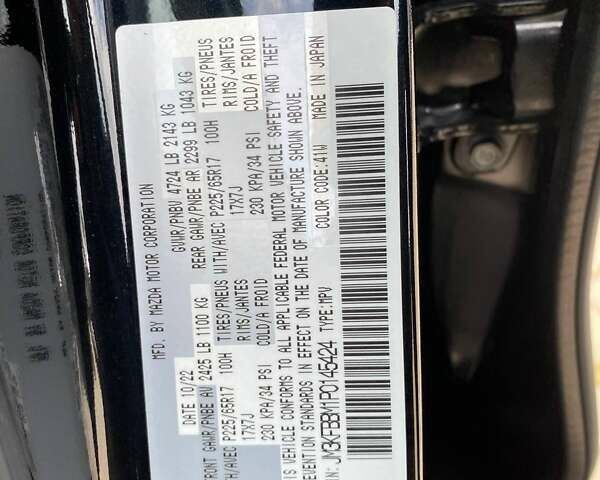 MFD. BY MAZDA MOTOR CORPORATION
DATE 10/22 GVWR/PNBV 4724 LB 2143 KG
FRONT GAWR/PNBE AV 2425 LB 1100 KG REAR GAWR/PNBE AR 2299 LB 1043 KG
WITH/AVEC P225/65R17 100H TIRES/PNEUS WITH/AVEC P225/65R17 100H TIRES/PNEUS
17X7J RIMS/JANTES 17X7J RIMS/JANTES
230 KPA/34 PSI COLD/A FROID 230 KPA/34 PSI COLD/A FROID
IS VEHICLE CONFORMS TO ALL APPLICABLE FEDERAL MOTOR VEHICLE SAFETY AND THEFT
EVENTION STANDARDS IN EFFECT ON THE DATE OF MANUFACTURE SHOWN ABOVE.
COLOR CODE:41W MADE IN JAPAN
JM3KFBBM1P0145424 TYPE:MPV